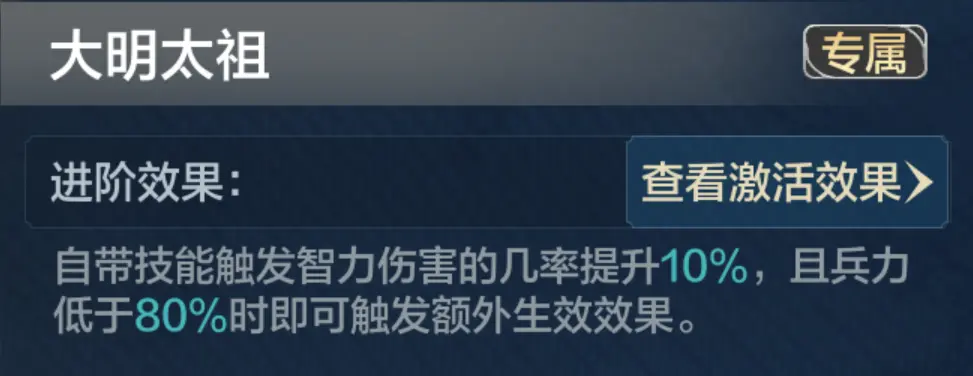 大明太祖
专属
进阶效果：
查看激活效果
自带技能触发智力伤害的几率提升10%，且兵力
低于80%时即可触发额外生效效果。